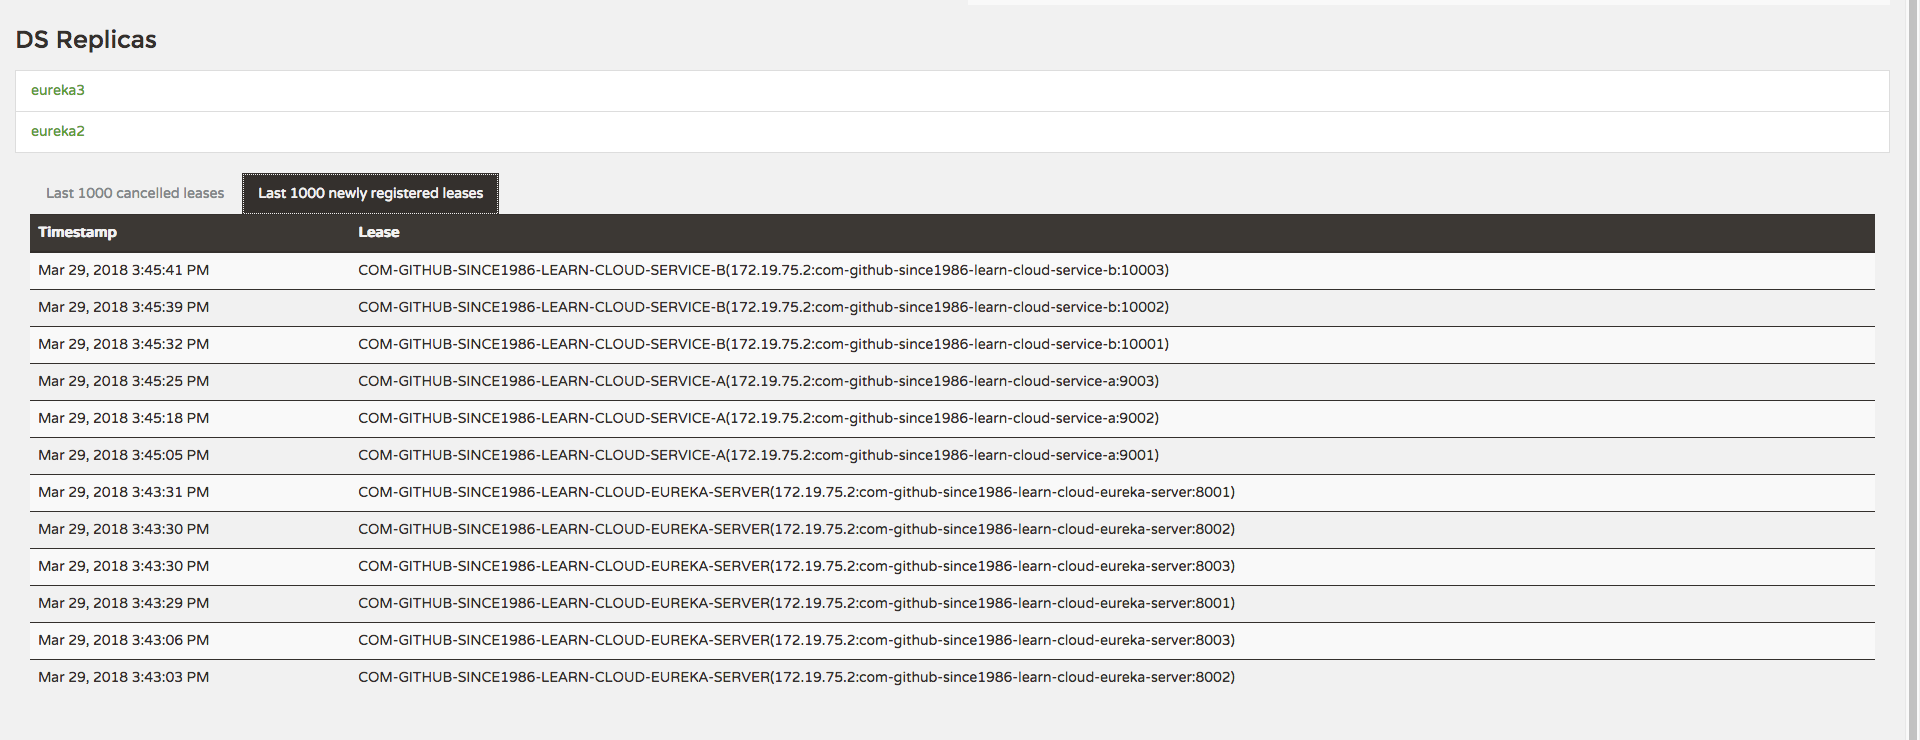 DS Replicas
eureka3
eureka2
Last 1000 cancelled leases Last 1000 newly registered leases
Timestamp Lease
Mar 29, 2018 3:45:41 PM COM-GITHUB-SINCE1986-LEARN-CLOUD-SERVICE-B(172.19.75.2:com-github-since1986-learn-cloud-service-b:10003)
Mar 29, 2018 3:45:39 PM COM-GITHUB-SINCE1986-LEARN-CLOUD-SERVICE-B(172.19.75.2:com-github-since1986-learn-cloud-service-b:10002)
Mar 29, 2018 3:45:32 PM COM-GITHUB-SINCE1986-LEARN-CLOUD-SERVICE-B(172.19.75.2:com-github-since1986-learn-cloud-service-b:10001)
Mar 29, 2018 3:45:25 PM COM-GITHUB-SINCE1986-LEARN-CLOUD-SERVICE-A(172.19.75.2:com-github-since1986-learn-cloud-service-a:9003)
Mar 29, 2018 3:45:18 PM COM-GITHUB-SINCE1986-LEARN-CLOUD-SERVICE-A(172.19.75.2:com-github-since1986-learn-cloud-service-a:9002)
Mar 29, 2018 3:45:05 PM COM-GITHUB-SINCE1986-LEARN-CLOUD-SERVICE-A(172.19.75.2:com-github-since1986-learn-cloud-service-a:9001)
Mar 29, 2018 3:43:31 PM COM-GITHUB-SINCE1986-LEARN-CLOUD-EUREKA-SERVER(172.19.75.2:com-github-since1986-learn-cloud-eureka-server:8001)
Mar 29, 2018 3:43:30 PM COM-GITHUB-SINCE1986-LEARN-CLOUD-EUREKA-SERVER(172.19.75.2:com-github-since1986-learn-cloud-eureka-server:8002)
Mar 29, 2018 3:43:30 PM COM-GITHUB-SINCE1986-LEARN-CLOUD-EUREKA-SERVER(172.19.75.2:com-github-since1986-learn-cloud-eureka-server:8003)
Mar 29, 2018 3:43:29 PM COM-GITHUB-SINCE1986-LEARN-CLOUD-EUREKA-SERVER(172.19.75.2:com-github-since1986-learn-cloud-eureka-server:8001)
Mar 29, 2018 3:43:06 PM COM-GITHUB-SINCE1986-LEARN-CLOUD-EUREKA-SERVER(172.19.75.2:com-github-since1986-learn-cloud-eureka-server:8003)
Mar 29, 2018 3:43:03 PM COM-GITHUB-SINCE1986-LEARN-CLOUD-EUREKA-SERVER(172.19.75.2:com-github-since1986-learn-cloud-eureka-server:8002)